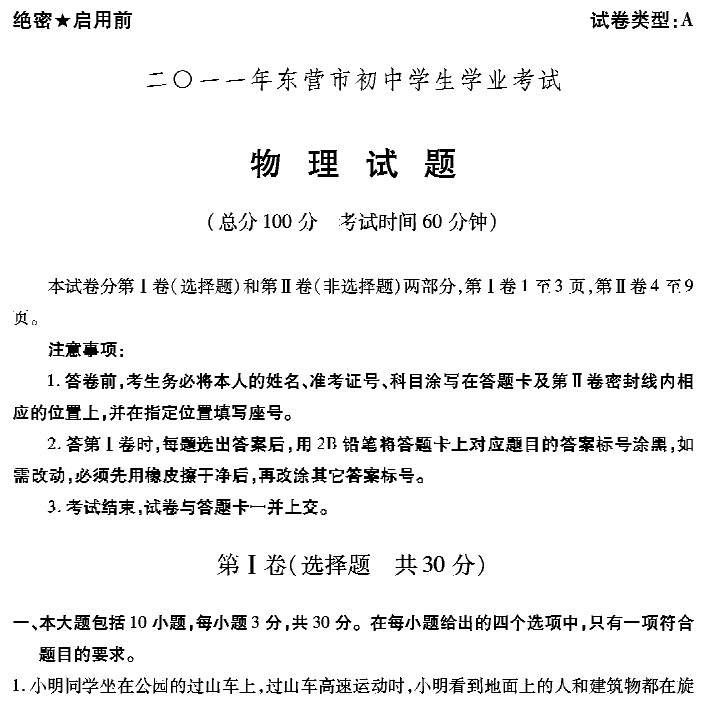 绝密★启用前 试卷类型:A
二〇一一年东营市初中学生学业考试
物 理 试 题
(总分 100 分 考试时间 60 分钟)
本试卷分第Ⅰ卷(选择题)和第Ⅱ卷(非选择题)两部分,第Ⅰ卷 1 至 3 页,第Ⅱ卷 4 至 9
页。
注意事项:
1. 答卷前,考生务必将本人的姓名、准考证号、科目涂写在答题卡及第Ⅱ卷密封线内相
应的位置上,并在指定位置填写座号。
2. 答第Ⅰ卷时,每题选出答案后,用 2B 铅笔将答题卡上对应题目的答案标号涂黑,如
需改动,必须先用橡皮擦干净后,再改涂其它答案标号。
3. 考试结束,试卷与答题卡一并上交。
第Ⅰ卷(选择题 共 30 分)
一、本大题包括 10 小题,每小题 3 分,共 30 分。在每小题给出的四个选项中,只有一项符合
题目的要求。
1. 小明同学坐在公园的过山车上,过山车高速运动时,小明看到地面上的人和建筑物都在旋